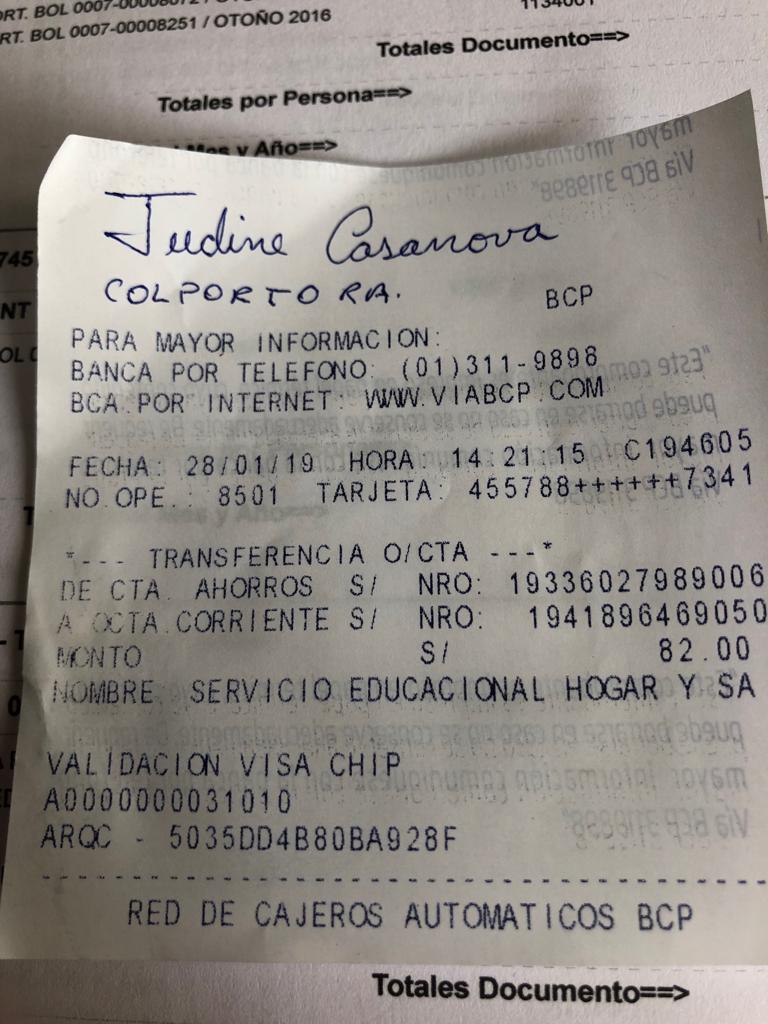 RT. BOL 0007-00008251 / OTOÑO 2016
Totales Documento==>
Totales por Persona==>
Mes y Año==>
Judine Casanova
COLPORTORA.
BCP
PARA MAYOR INFORMACION:
BANCA POR TELEFONO: (01)311-9898
BCA.POR INTERNET: WWW.VIABCP.COM
FECHA: 28/01/19 HORA: 14:21:15 C194605
NO.OPE.: 8501 TARJETA: 455788++++++7341
*--- TRANSFERENCIA O/CTA ---*
DE CTA. AHORROS S/ NRO: 19336027989006
A OCTA.CORRIENTE S/ NRO: 1941896469050
MONTO S/ 82.00
NOMBRE: SERVICIO EDUCACIONAL HOGAR Y SA
VALIDACION VISA CHIP
A0000000031010
ARQC - 5035DD4B80BA928F
RED DE CAJEROS AUTOMATICOS BCP
Totales Documento==>